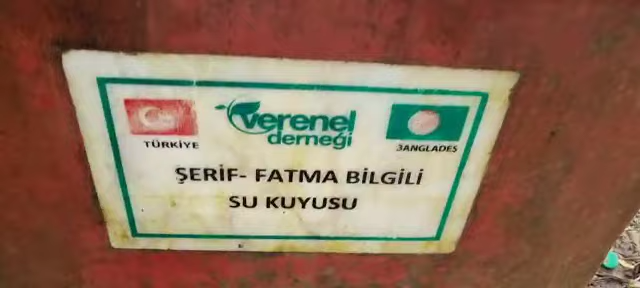 verenel
derneği
TÜRKİYE
BANGLADEŞ
ŞERİF- FATMA BİLGİLİ
SU KUYUSU